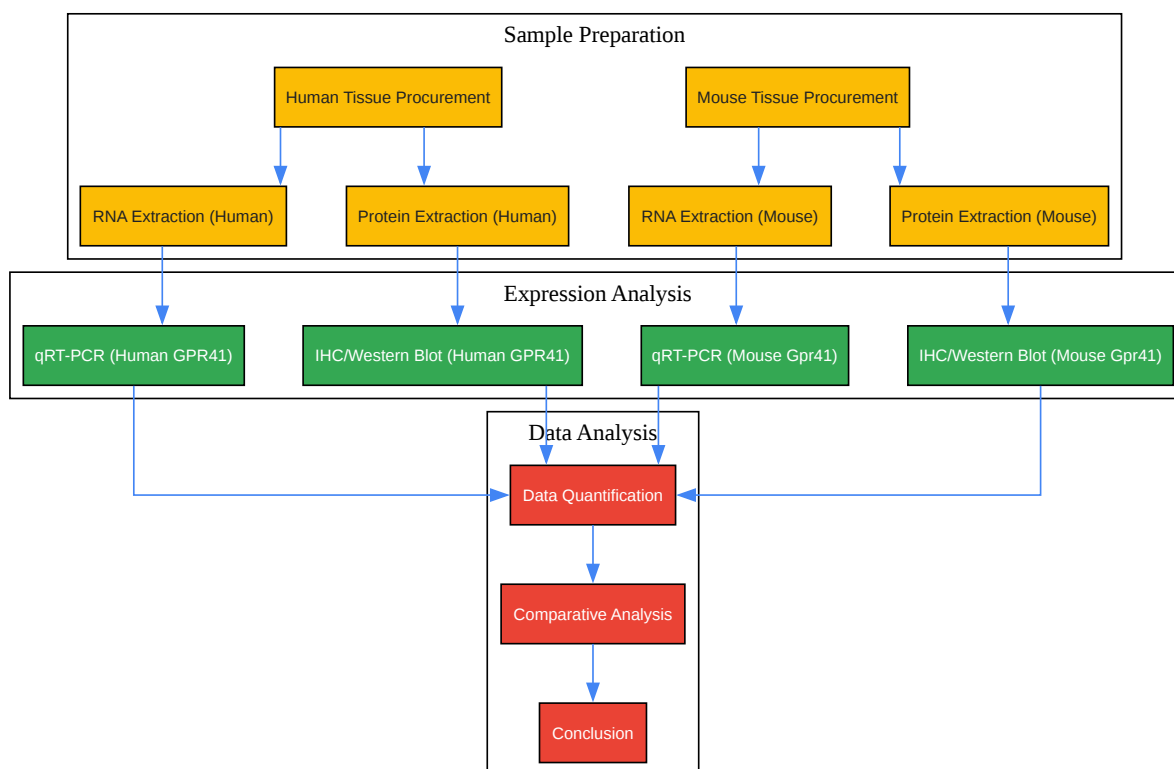 Sample Preparation
Human Tissue Procurement
Mouse Tissue Procurement
RNA Extraction (Human)
Protein Extraction (Human)
RNA Extraction (Mouse)
Protein Extraction (Mouse)
Expression Analysis
qRT-PCR (Human GPR41)
IHC/Western Blot (Human GPR41)
qRT-PCR (Mouse Gpr41)
IHC/Western Blot (Mouse Gpr41)
Data Analysis
Data Quantification
Comparative Analysis
Conclusion